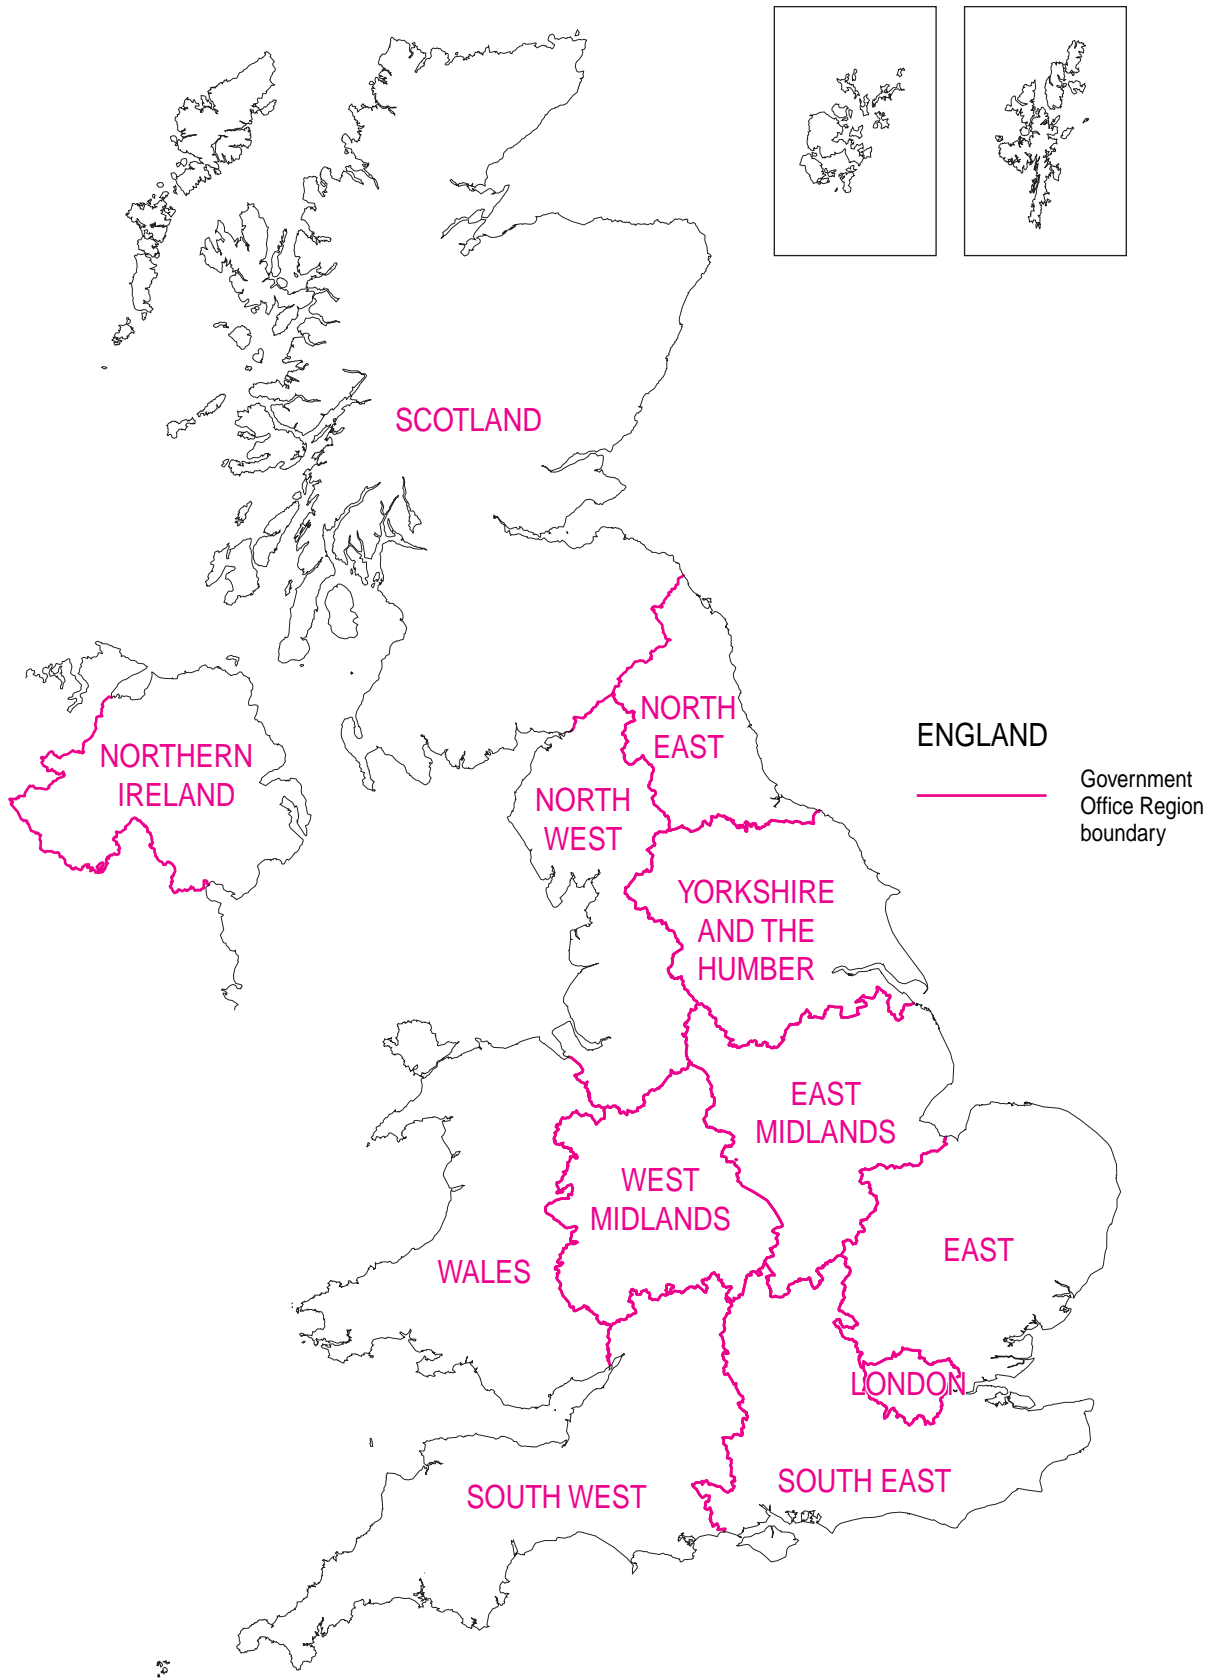 SCOTLAND
NORTH
EAST
ENGLAND
NORTHERN
IRELAND
Government
Office Region
boundary
NORTH
WEST
YORKSHIRE
AND THE
HUMBER
EAST
MIDLANDS
WEST
MIDLANDS
EAST
WALES
LONDON
SOUTH EAST
SOUTH WEST